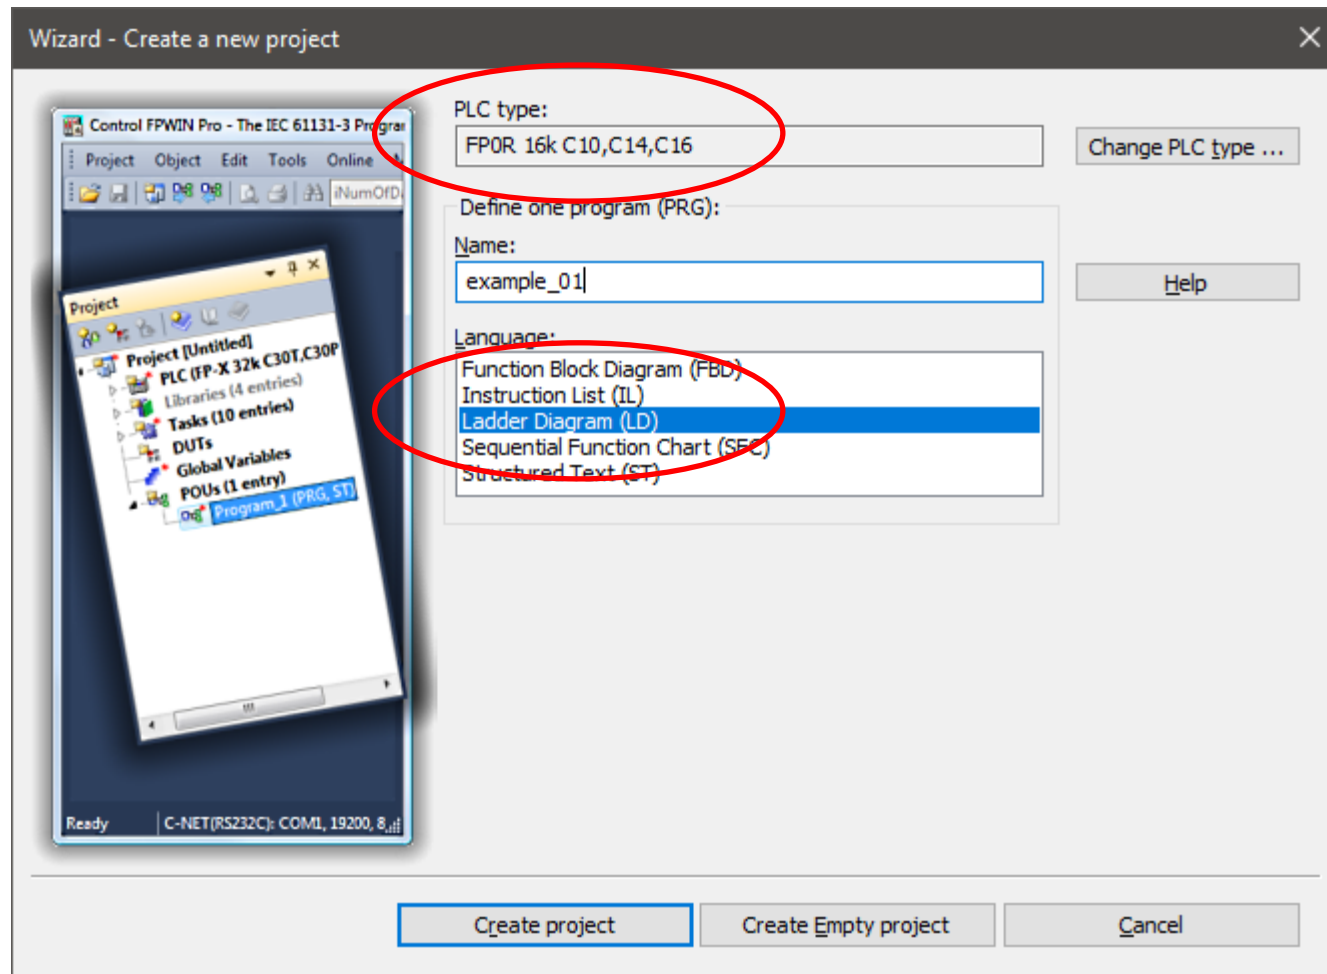 Wizard - Create a new project
Control FPWIN Pro - The IEC 61131-3 Program
Project Object Edit Tools Online
iNumOfD
Project
Project [Untitled]
PLC (FP-X 32k C30T,C30P
Libraries (4 entries)
Tasks (10 entries)
DUTs
Global Variables
POUs (1 entry)
Program_1 (PRG, ST)
Ready C-NET(RS232C): COM1, 19200, 8,
PLC type:
FP0R 16k C10,C14,C16
Change PLC type ...
Define one program (PRG):
Name:
example_01
Help
Language:
Function Block Diagram (FBD)
Instruction List (IL)
Ladder Diagram (LD)
Sequential Function Chart (SFC)
Structured Text (ST)
Create project Create Empty project Cancel